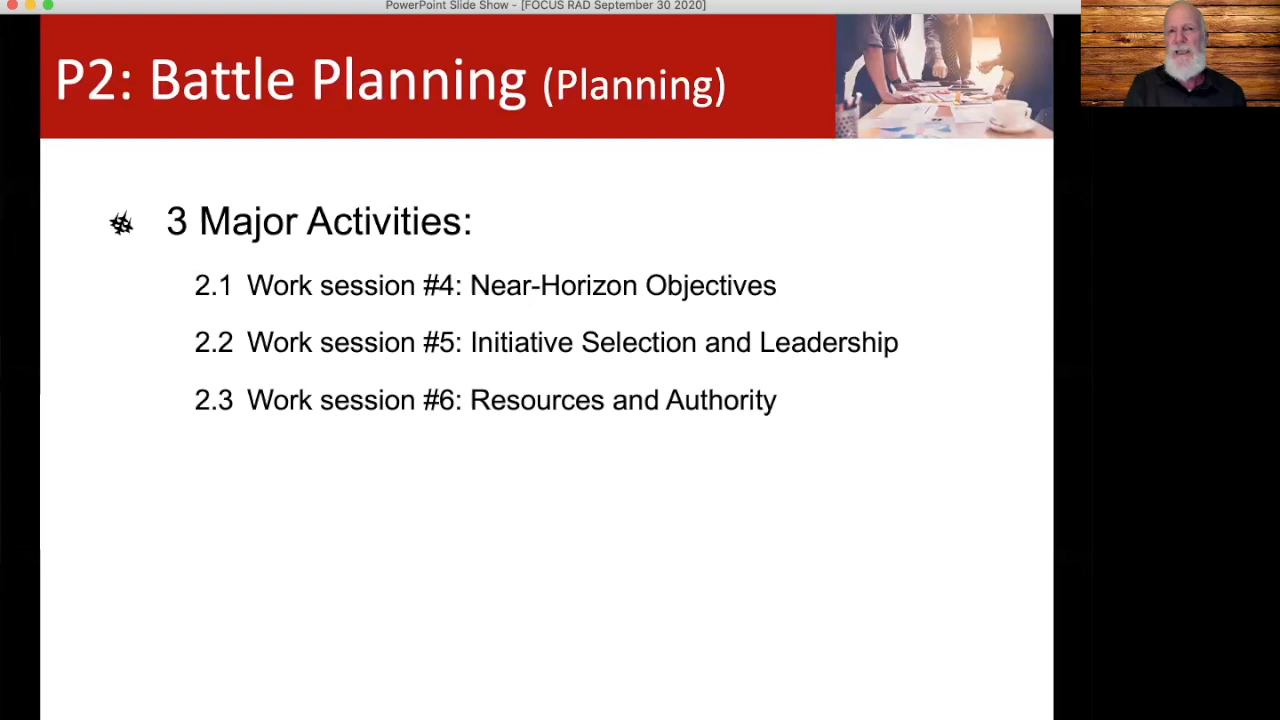 PowerPoint Slide Show - [FOCUS RAD September 30 2020]
P2: Battle Planning (Planning)
3 Major Activities:
2.1 Work session #4: Near-Horizon Objectives
2.2 Work session #5: Initiative Selection and Leadership
2.3 Work session #6: Resources and Authority